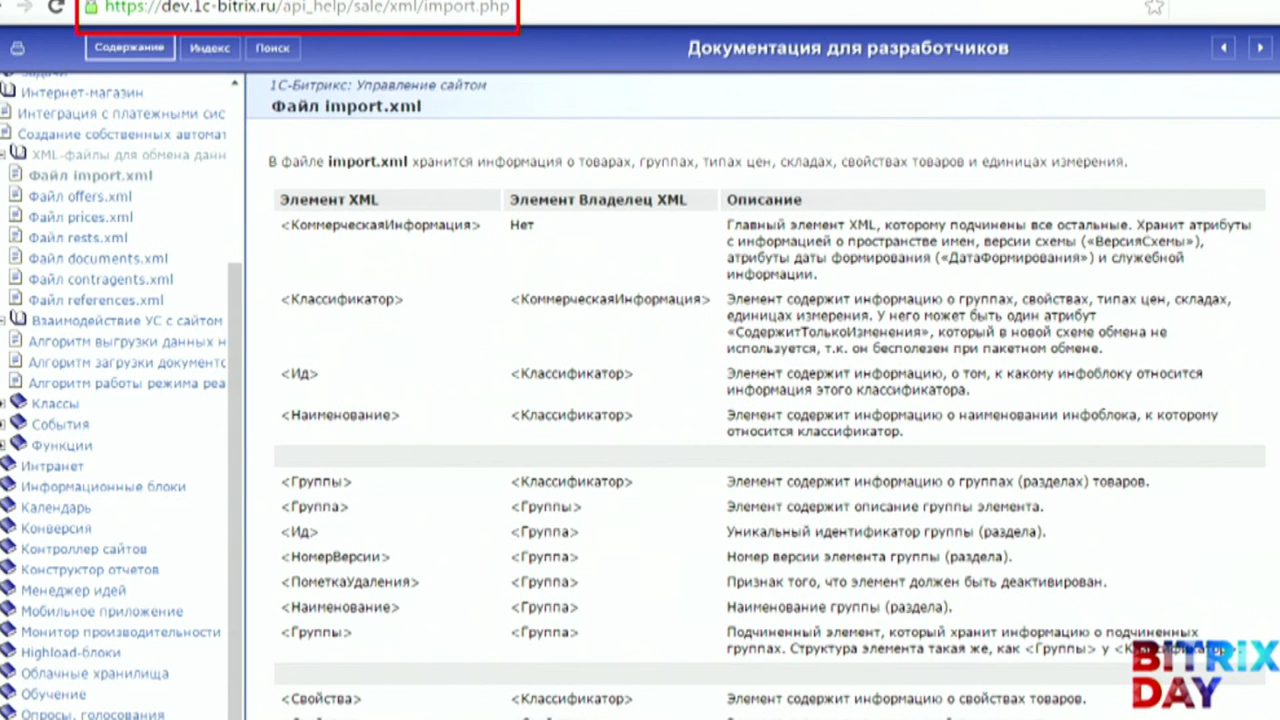 https://dev.1c-bitrix.ru/api_help/sale/xml/import.php
Содержание Индекс Поиск
Документация для разработчиков
Задачи
Интернет-магазин
Интеграция с платежными сис
Создание собственных автомат
XML-файлы для обмена данн
Файл import.xml
Файл offers.xml
Файл prices.xml
Файл rests.xml
Файл documents.xml
Файл contragents.xml
Файл references.xml
Взаимодействие УС с сайтом
Алгоритм выгрузки данных н
Алгоритм загрузки документс
Алгоритм работы режима реа
Классы
События
Функции
Интранет
Информационные блоки
Календарь
Конверсия
Контроллер сайтов
Конструктор отчетов
Менеджер идей
Мобильное приложение
Монитор производительности
Highload-блоки
Облачные хранилища
Обучение
Опросы, голосования
1С-Битрикс: Управление сайтом
Файл import.xml
В файле import.xml хранится информация о товарах, группах, типах цен, складах, свойствах товаров и единицах измерения.
Элемент XML Элемент Владелец XML Описание
<КоммерческаяИнформация> Нет Главный элемент XML, которому подчинены все остальные. Хранит атрибуты
с информацией о пространстве имен, версии схемы («ВерсияСхемы»),
атрибуты даты формирования («ДатаФормирования») и служебной
информации.
<Классификатор> <КоммерческаяИнформация> Элемент содержит информацию о группах, свойствах, типах цен, складах,
единицах измерения. У него может быть один атрибут
«СодержитТолькоИзменения», который в новой схеме обмена не
используется, т.к. он бесполезен при пакетном обмене.
<Ид> <Классификатор> Элемент содержит информацию, о том, к какому инфоблоку относится
информация этого классификатора.
<Наименование> <Классификатор> Элемент содержит информацию о наименовании инфоблока, к которому
относится классификатор.
<Группы> <Классификатор> Элемент содержит информацию о группах (разделах) товаров.
<Группа> <Группы> Элемент содержит описание группы элемента.
<Ид> <Группа> Уникальный идентификатор группы (раздела).
<НомерВерсии> <Группа> Номер версии элемента группы (раздела).
<ПометкаУдаления> <Группа> Признак того, что элемент должен быть деактивирован.
<Наименование> <Группа> Наименование группы (раздела).
<Группы> <Группа> Подчиненный элемент, который хранит информацию о подчиненных
группах. Структура элемента такая же, как <Группы> у <Классификатор>.
<Свойства> <Классификатор> Элемент содержит информацию о свойствах товаров.
BITRIX
DAY